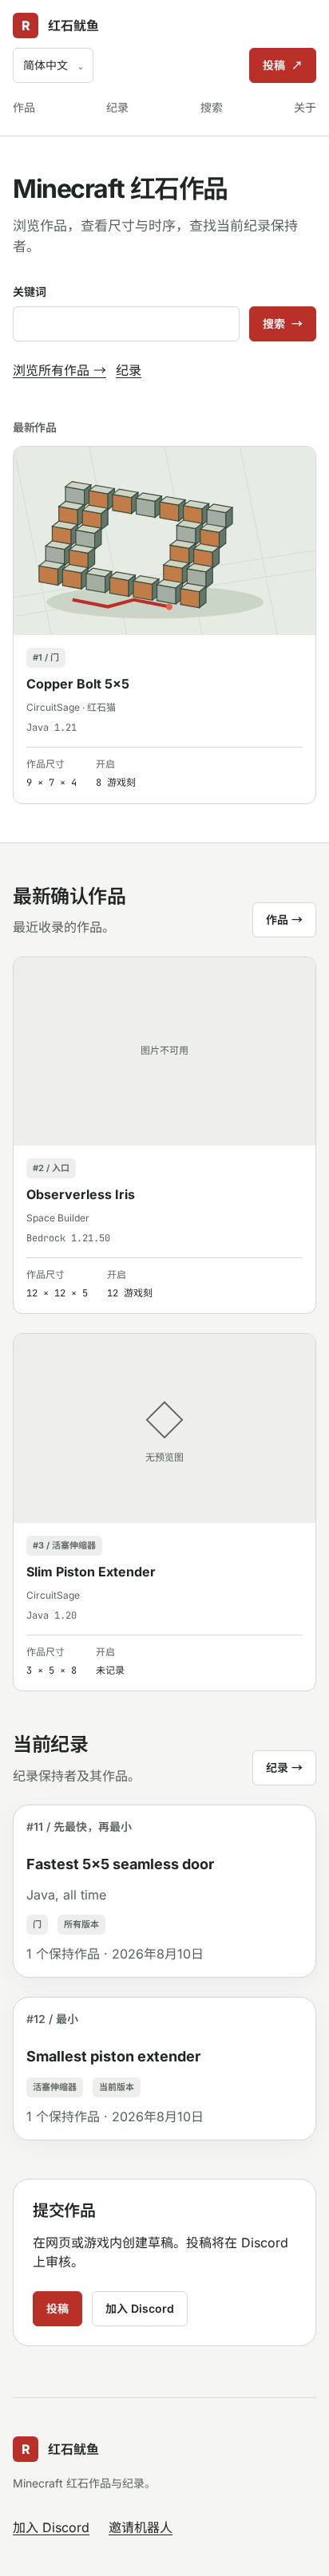 R 红石鱿鱼
简体中文
投稿 ↗
作品 纪录 搜索 关于
Minecraft 红石作品
浏览作品，查看尺寸与时序，查找当前纪录保持
者。
关键词
搜索 →
浏览所有作品 → 纪录
最新作品
#1 / 门
Copper Bolt 5×5
CircuitSage · 红石猫
Java 1.21
作品尺寸 开启
9 × 7 × 4 8 游戏刻
最新确认作品
最近收录的作品。
作品 →
图片不可用
#2 / 入口
Observerless Iris
Space Builder
Bedrock 1.21.50
作品尺寸 开启
12 × 12 × 5 12 游戏刻
无预览图
#3 / 活塞伸缩器
Slim Piston Extender
CircuitSage
Java 1.20
作品尺寸 开启
3 × 5 × 8 未记录
当前纪录
纪录保持者及其作品。
纪录 →
#11 / 先最快，再最小
Fastest 5×5 seamless door
Java, all time
门 所有版本
1 个保持作品 · 2026年8月10日
#12 / 最小
Smallest piston extender
活塞伸缩器 当前版本
1 个保持作品 · 2026年8月10日
提交作品
在网页或游戏内创建草稿。投稿将在 Discord
上审核。
投稿 加入 Discord
R 红石鱿鱼
Minecraft 红石作品与纪录。
加入 Discord 邀请机器人